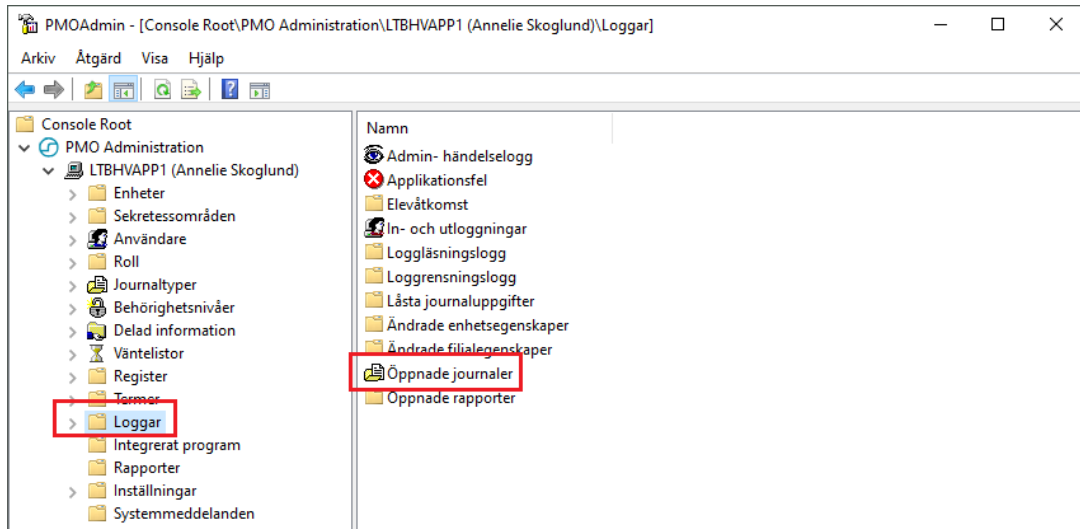 PMOAdmin - [Console Root\PMO Administration\LTBHVAPP1 (Annelie Skoglund)\Loggar]
Arkiv Åtgärd Visa Hjälp
Console Root
PMO Administration
LTBHVAPP1 (Annelie Skoglund)
Enheter
Sekretessområden
Användare
Roll
Journaltyper
Behörighetsnivåer
Delad information
Väntelistor
Register
Termer
Loggar
Integrerat program
Rapporter
Inställningar
Systemmeddelanden
Namn
Admin- händelselogg
Applikationsfel
Elevåtkomst
In- och utloggningar
Loggläsningslogg
Loggrensningslogg
Låsta journaluppgifter
Ändrade enhetsegenskaper
Ändrade filialegenskaper
Öppnade journaler
Öppnade rapporter